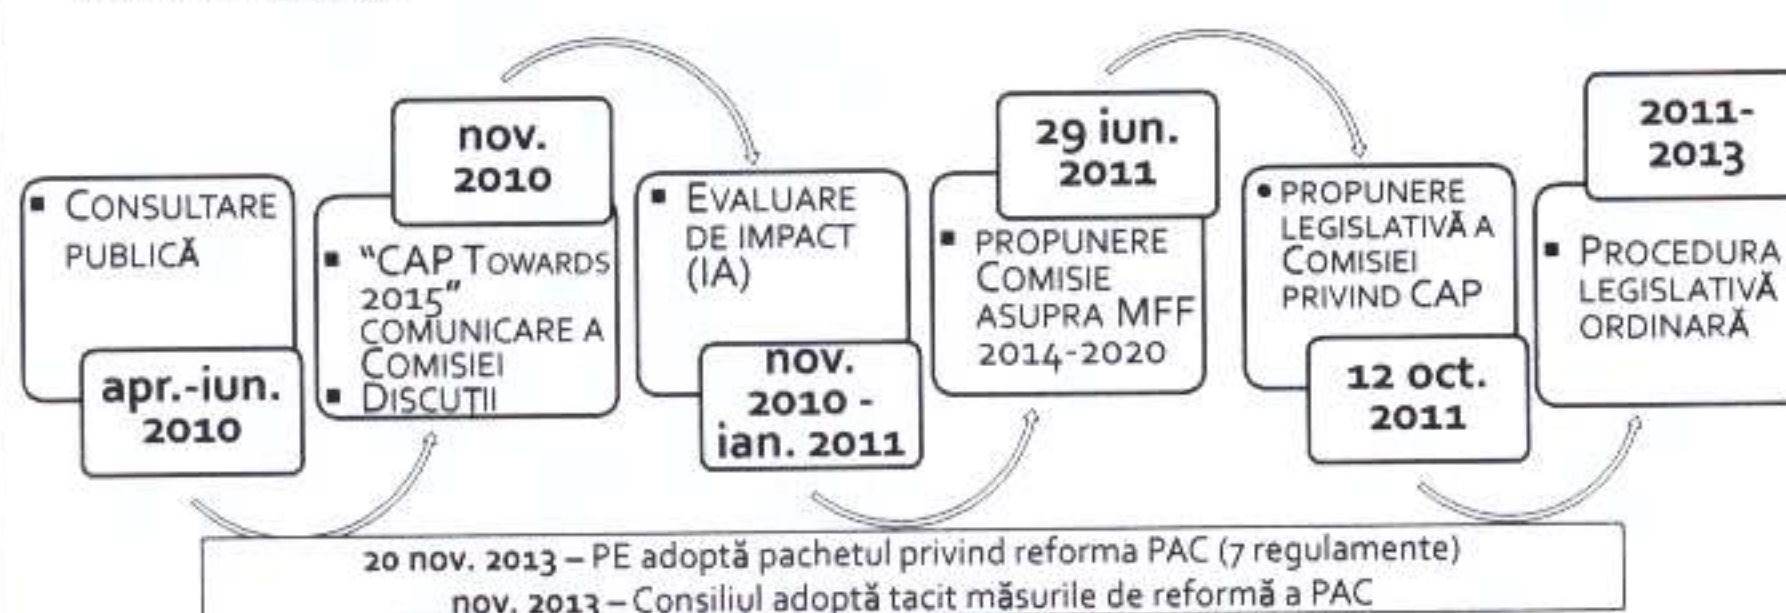 ■ CONSULTARE
PUBLICĂ
apr.-iun.
2010
nov.
2010
■ "CAP TOWARDS
2015"
COMUNICARE A
COMISIEI
■ DISCUȚII
■ EVALUARE
DE IMPACT
(IA)
nov.
2010 -
ian. 2011
29 iun.
2011
■ PROPUNERE
COMISIE
ASUPRA MFF
2014-2020
• PROPUNERE
LEGISLATIVĂ A
COMISIEI
PRIVIND CAP
12 oct.
2011
2011-
2013
■ PROCEDURA
LEGISLATIVĂ
ORDINARĂ
20 nov. 2013 – PE adoptă pachetul privind reforma PAC (7 regulamente)
nov. 2013 – Consiliul adoptă tacit măsurile de reformă a PAC